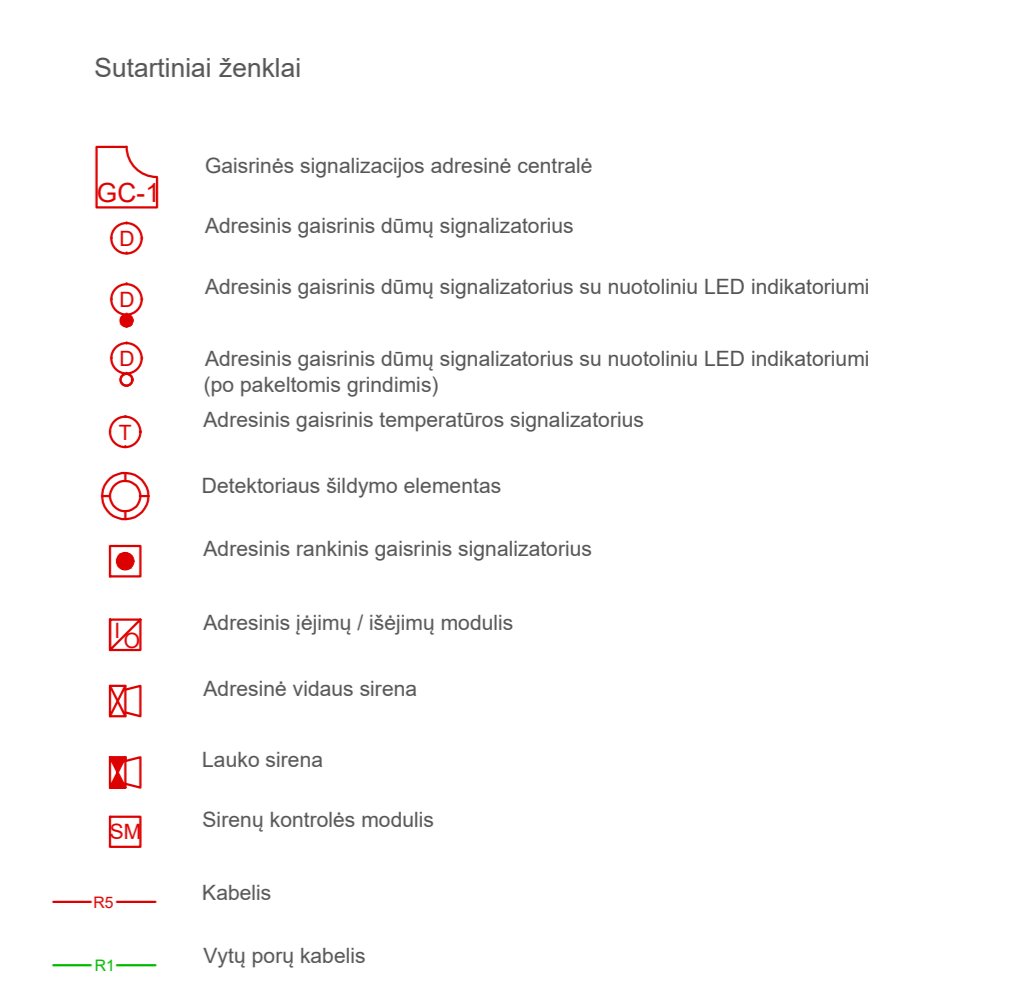 Sutartiniai ženklai
GC-1
Gaisrinės signalizacijos adresinė centralė
D
Adresinis gaisrinis dūmų signalizatorius
D
Adresinis gaisrinis dūmų signalizatorius su nuotoliniu LED indikatoriumi
D
Adresinis gaisrinis dūmų signalizatorius su nuotoliniu LED indikatoriumi
(po pakeltomis grindimis)
T
Adresinis gaisrinis temperatūros signalizatorius
Detektoriaus šildymo elementas
Adresinis rankinis gaisrinis signalizatorius
I/O
Adresinis įėjimų / išėjimų modulis
Adresinė vidaus sirena
Lauko sirena
SM
Sirenų kontrolės modulis
R5
Kabelis
R1
Vytų porų kabelis